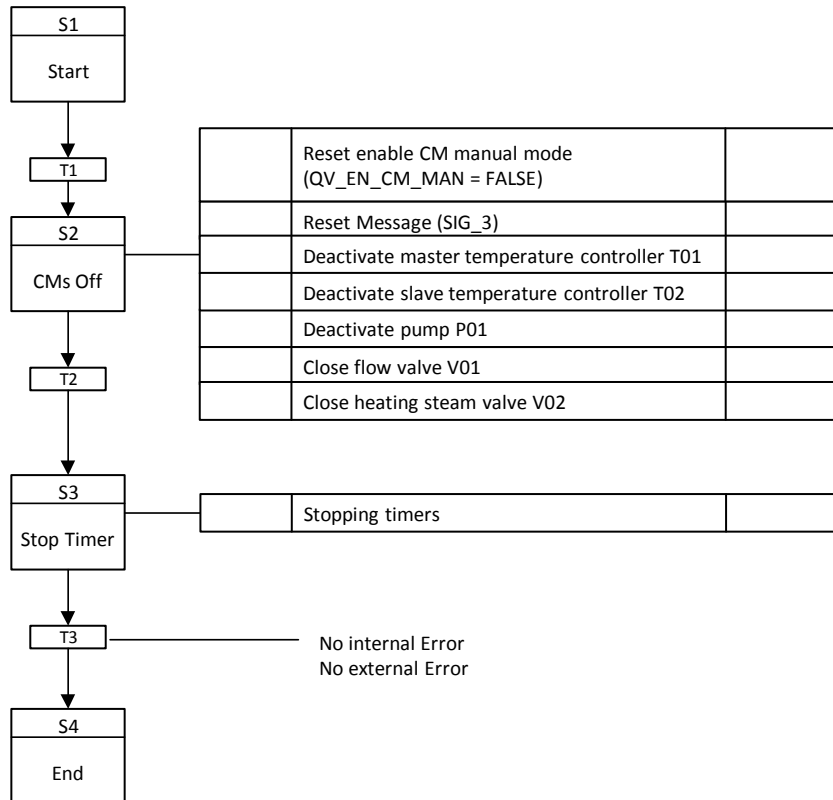 S1
Start
T1
S2
CMs Off
Reset enable CM manual mode
(QV_EN_CM_MAN = FALSE)
Reset Message (SIG_3)
Deactivate master temperature controller T01
Deactivate slave temperature controller T02
Deactivate pump P01
Close flow valve V01
Close heating steam valve V02
T2
S3
Stop Timer
Stopping timers
T3
No internal Error
No external Error
S4
End